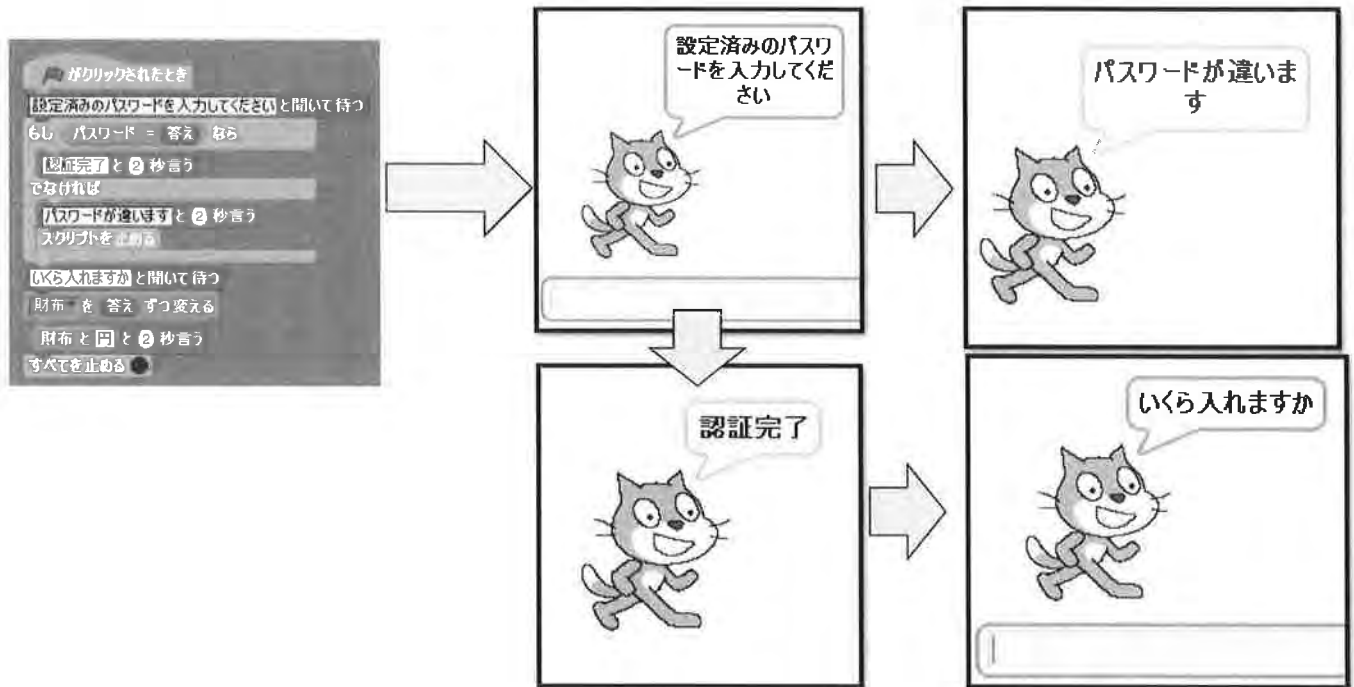 がクリックされたとき
設定済みのパスワードを入力してくださいと聞いて待つ
もし パスワード = 答え なら
認証完了と2秒言う
でなければ
パスワードが違いますと2秒言う
スクリプトを止める
いくら入れますかと聞いて待つ
財布 を 答え ずつ変える
財布と円と2秒言う
すべてを止める
設定済みのパスワ
ードを入力してくだ
さい
パスワードが違いま
す
認証完了
いくら入れますか